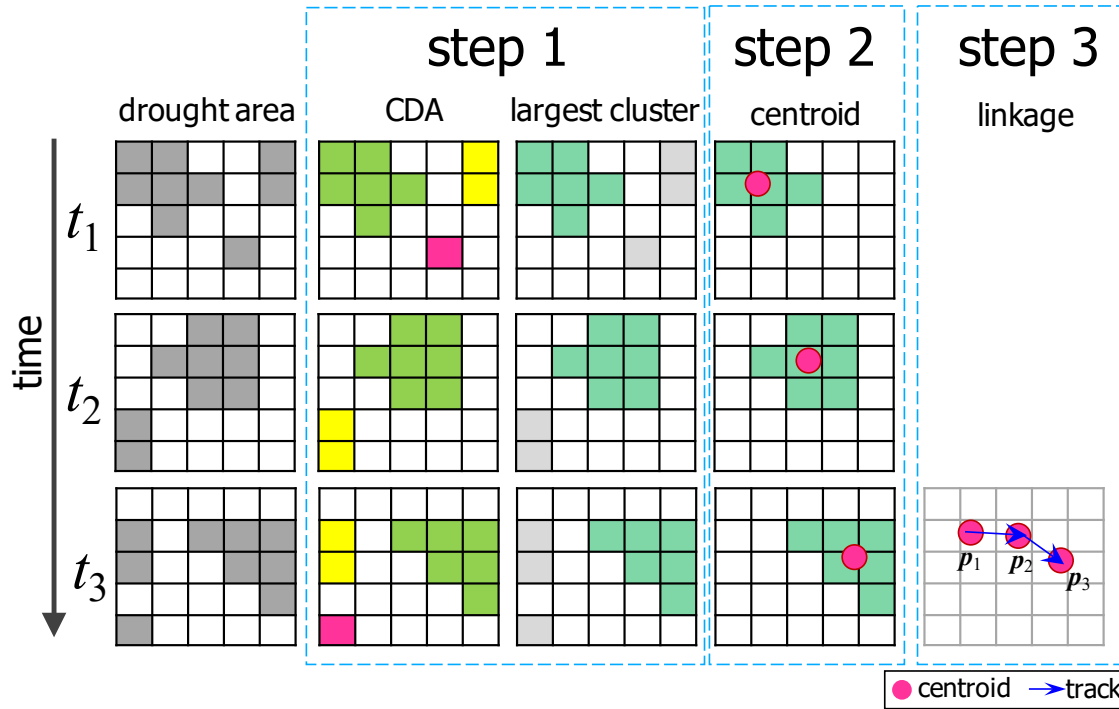 step 1
step 2
step 3
drought area
CDA
largest cluster
centroid
linkage
time
t1
t2
t3
p1
p2
p3
centroid
track